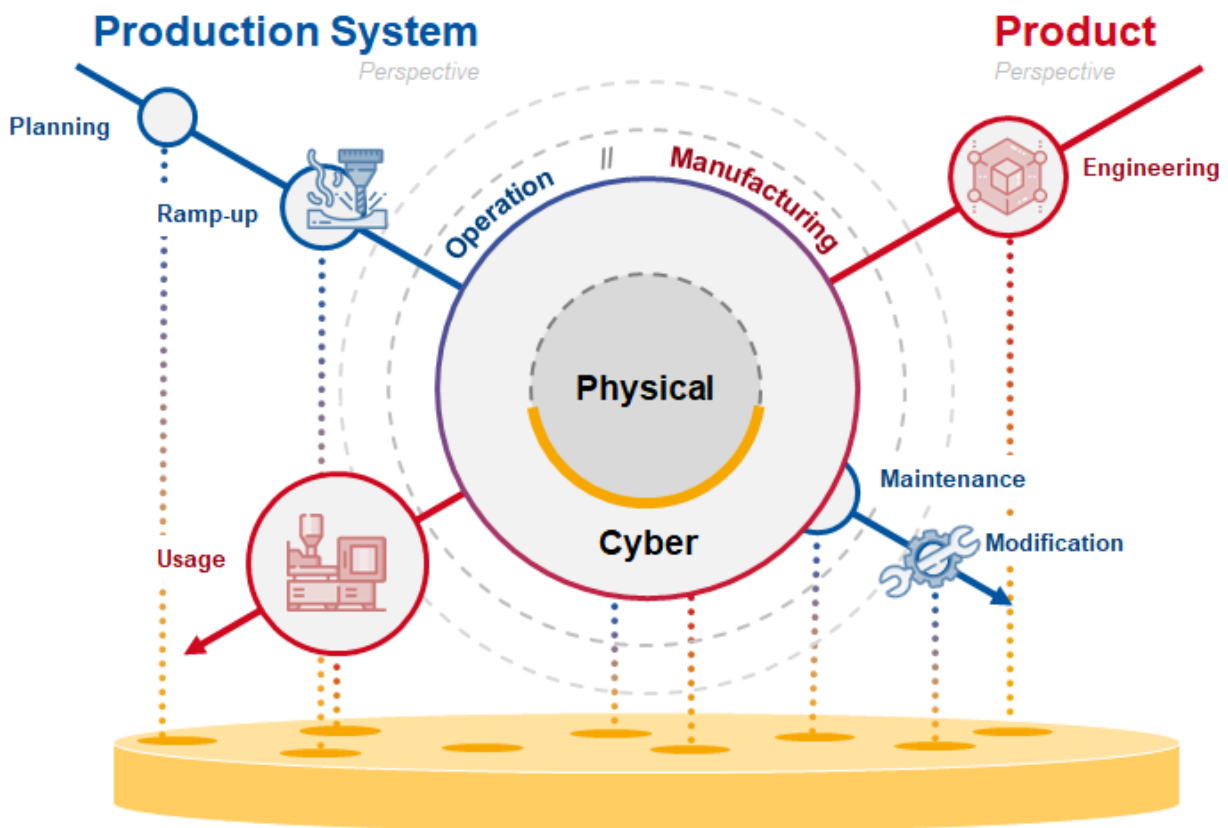 Production System
Perspective
Product
Perspective
Planning
Ramp-up
Operation
||
Manufacturing
Engineering
Physical
Cyber
Usage
Maintenance
Modification